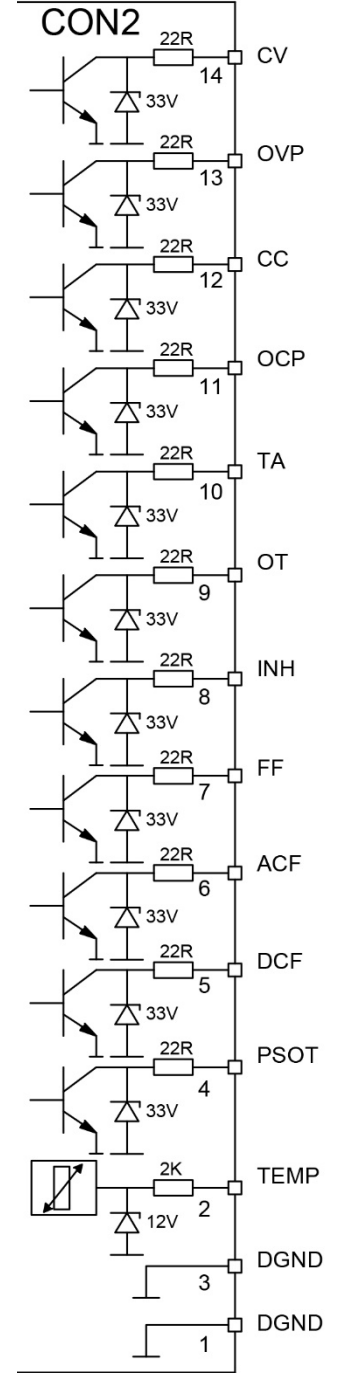 CON2
22R CV
14
33V
22R OVP
13
33V
22R CC
12
33V
22R OCP
11
33V
22R TA
10
33V
22R OT
9
33V
22R INH
8
33V
22R FF
7
33V
22R ACF
6
33V
22R DCF
5
33V
22R PSOT
4
33V
2K TEMP
2
12V
DGND
3
DGND
1